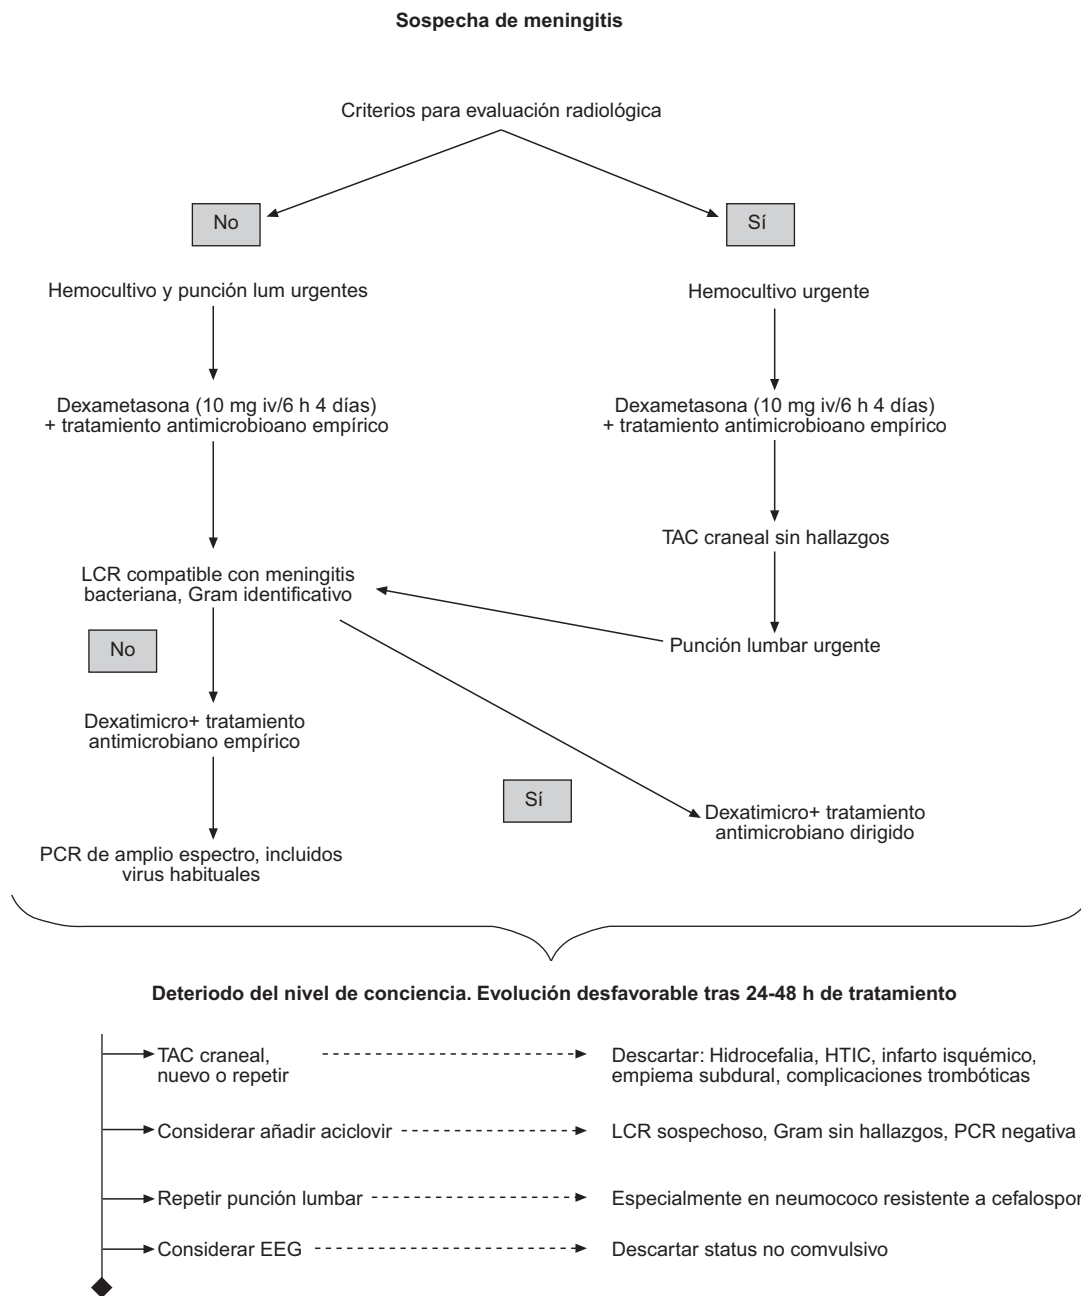 Sospecha de meningitis
Criterios para evaluación radiológica
No
Sí
Hemocultivo y punción lum urgentes
Hemocultivo urgente
Dexametasona (10 mg iv/6 h 4 días)
+ tratamiento antimicrobioano empírico
Dexametasona (10 mg iv/6 h 4 días)
+ tratamiento antimicrobioano empírico
TAC craneal sin hallazgos
LCR compatible con meningitis
bacteriana, Gram identificativo
Punción lumbar urgente
No
Dexatimicro+ tratamiento
antimicrobiano empírico
Sí
Dexatimicro+ tratamiento
antimicrobiano dirigido
PCR de amplio espectro, incluidos
virus habituales
Deteriodo del nivel de conciencia. Evolución desfavorable tras 24-48 h de tratamiento
TAC craneal,
nuevo o repetir
Descartar: Hidrocefalia, HTIC, infarto isquémico,
empiema subdural, complicaciones trombóticas
Considerar añadir aciclovir
LCR sospechoso, Gram sin hallazgos, PCR negativa
Repetir punción lumbar
Especialmente en neumococo resistente a cefalospor
Considerar EEG
Descartar status no comvulsivo